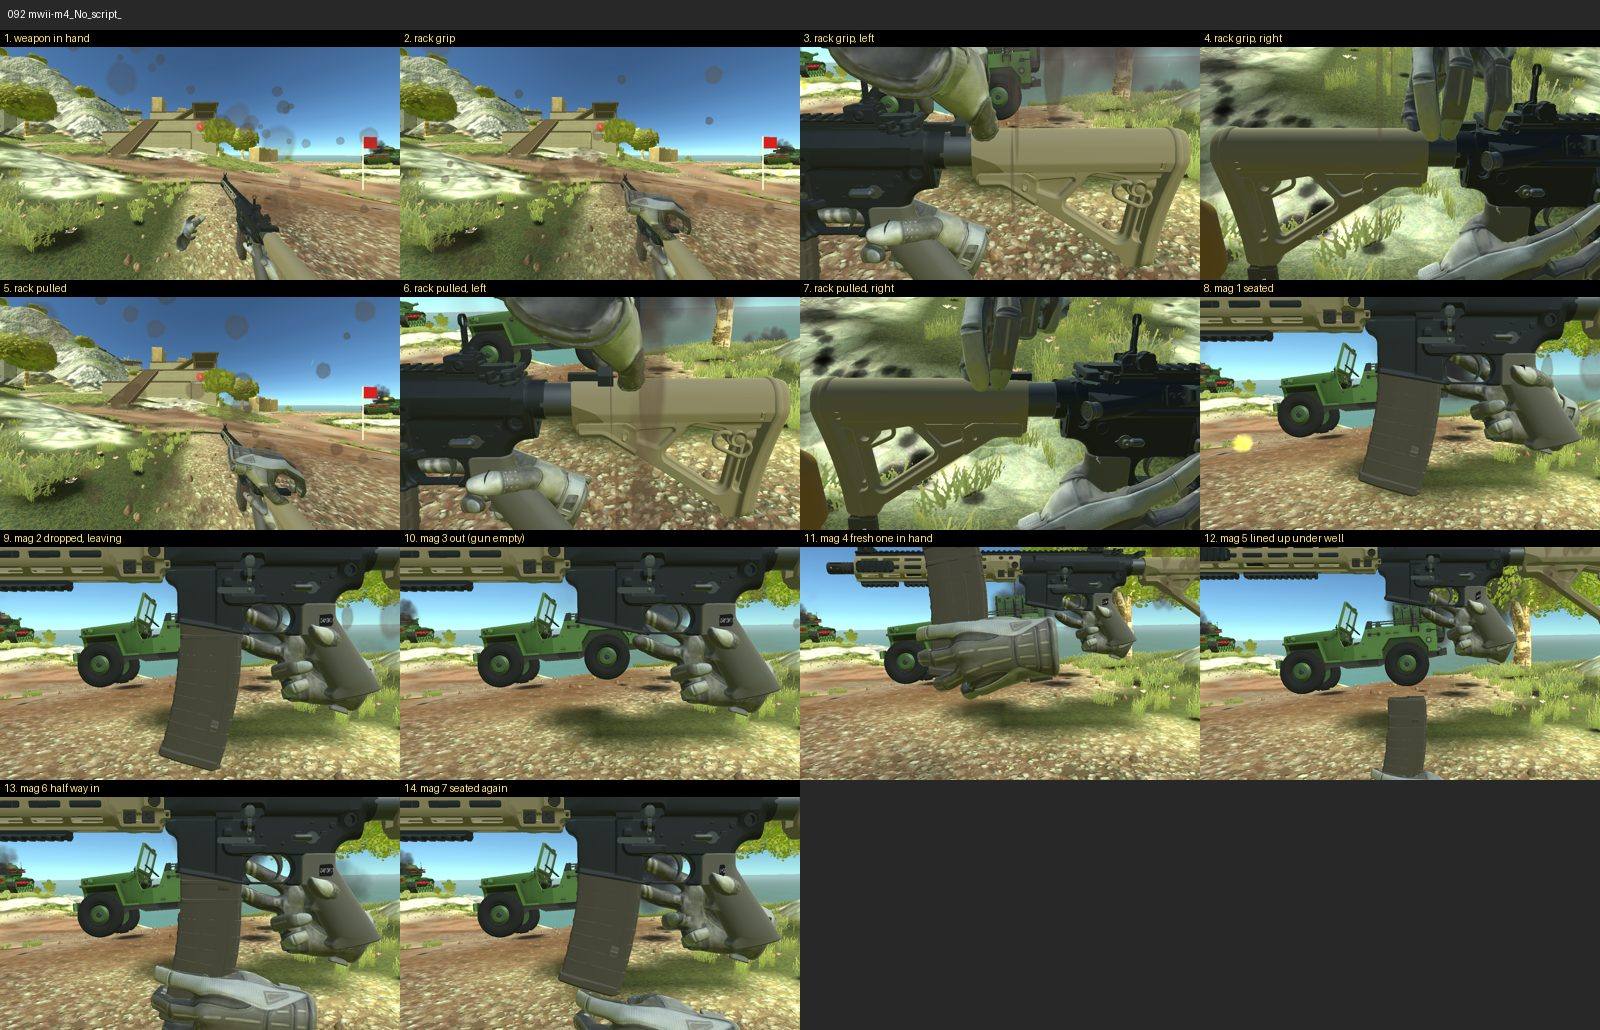 092 mwii-m4_No_script_
1. weapon in hand
2. rack grip
3. rack grip, left
4. rack grip, right
5. rack pulled
6. rack pulled, left
7. rack pulled, right
8. mag 1 seated
9. mag 2 dropped, leaving
10. mag 3 out (gun empty)
11. mag 4 fresh one in hand
12. mag 5 lined up under well
13. mag 6 half way in
14. mag 7 seated again